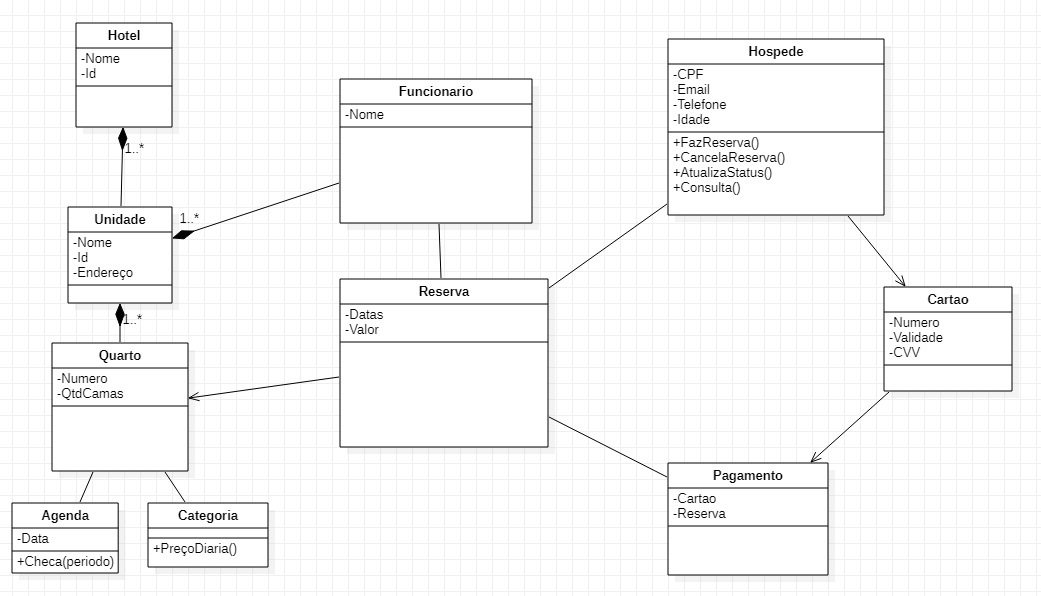 Hotel
-Nome
-Id
1..*
Unidade
-Nome
-Id
-Endereço
1..*
1..*
Quarto
-Numero
-QtdCamas
Agenda
-Data
+Checa(periodo)
Categoria
+PreçoDiaria()
Funcionario
-Nome
Reserva
-Datas
-Valor
Hospede
-CPF
-Email
-Telefone
-Idade
+FazReserva()
+CancelaReserva()
+AtualizaStatus()
+Consulta()
Cartao
-Numero
-Validade
-CVV
Pagamento
-Cartao
-Reserva